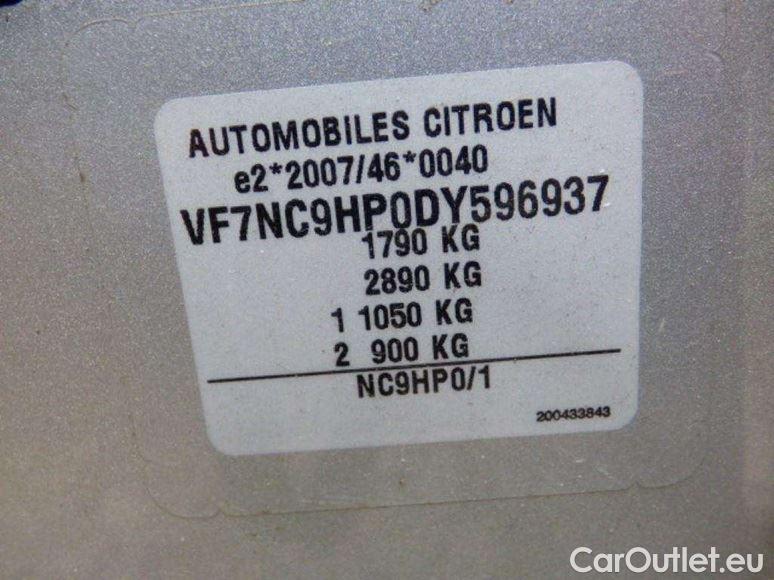 AUTOMOBILES CITROEN
e2*2007/46*0040
VF7NC9HP0DY596937
1790 KG
2890 KG
1 1050 KG
2 900 KG
NC9HP0/1
200433843
CarOutlet.eu